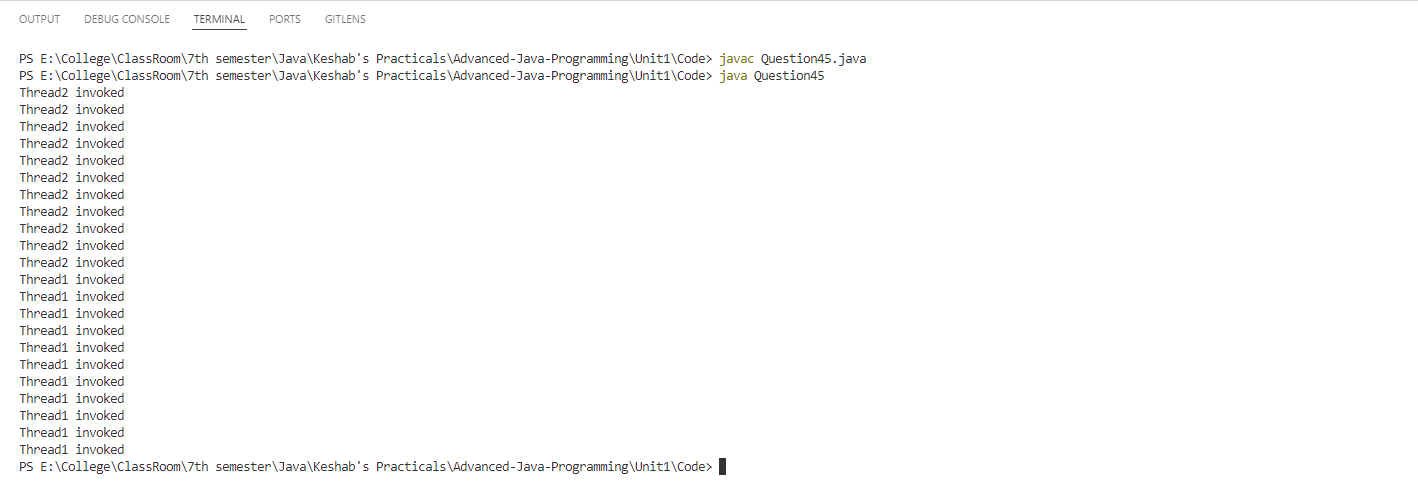 OUTPUT DEBUG CONSOLE TERMINAL PORTS GITLENS
PS E:\College\ClassRoom\7th semester\Java\Keshab's Practicals\Advanced-Java-Programming\Unit1\Code> javac Question45.java
PS E:\College\ClassRoom\7th semester\Java\Keshab's Practicals\Advanced-Java-Programming\Unit1\Code> java Question45
Thread2 invoked
Thread2 invoked
Thread2 invoked
Thread2 invoked
Thread2 invoked
Thread2 invoked
Thread2 invoked
Thread2 invoked
Thread2 invoked
Thread2 invoked
Thread2 invoked
Thread1 invoked
Thread1 invoked
Thread1 invoked
Thread1 invoked
Thread1 invoked
Thread1 invoked
Thread1 invoked
Thread1 invoked
Thread1 invoked
Thread1 invoked
Thread1 invoked
PS E:\College\ClassRoom\7th semester\Java\Keshab's Practicals\Advanced-Java-Programming\Unit1\Code>